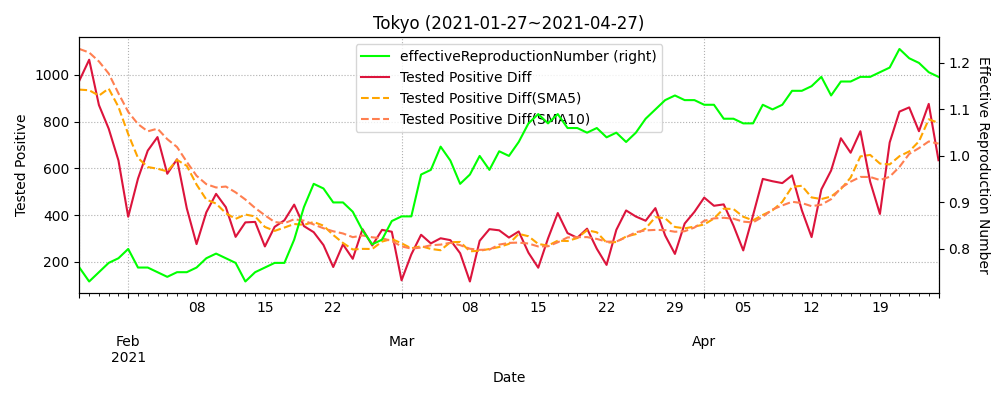 Tokyo (2021-01-27~2021-04-27)
effectiveReproductionNumber (right)
Tested Positive Diff
Tested Positive Diff(SMA5)
Tested Positive Diff(SMA10)
Tested Positive
1000
800
600
400
200
1.2
1.1
1.0
0.9
0.8
Effective Reproduction Number
08 15 22 08 15 22 29 05 12 19
Feb Mar Apr
2021
Date